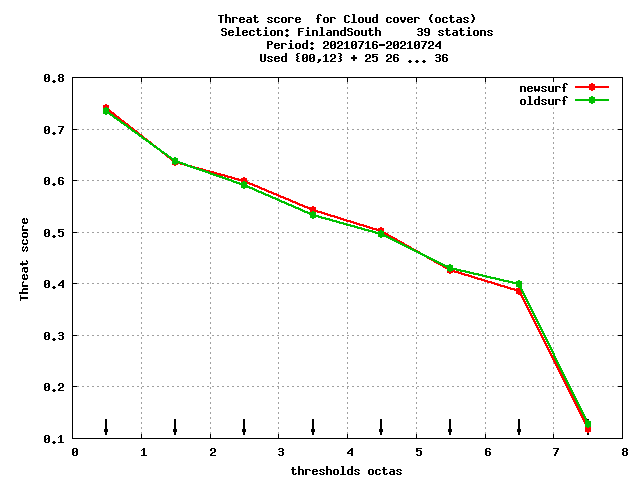 Threat score  for Cloud cover (octas)
Selection: FinlandSouth     39 stations
Period: 20210716-20210724
Used {00,12} + 25 26 ... 36
newsurf
oldsurf
0.8
0.7
0.6
0.5
0.4
0.3
0.2
0.1
Threat score
0 1 2 3 4 5 6 7 8
thresholds octas